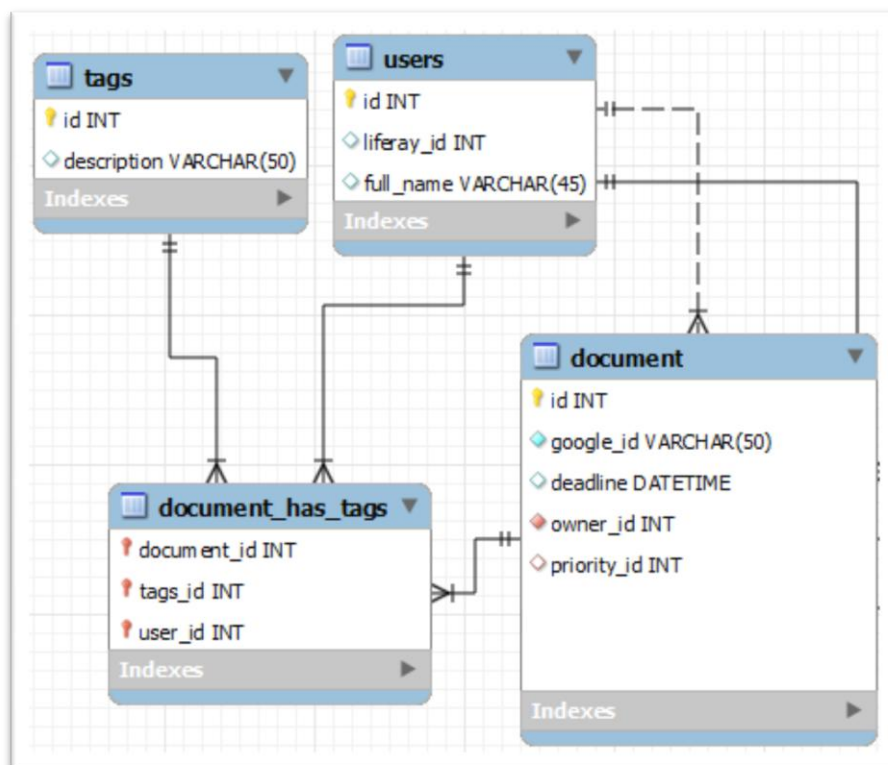 tags
id INT
description VARCHAR(50)
Indexes
users
id INT
liferay_id INT
full_name VARCHAR(45)
Indexes
document
id INT
google_id VARCHAR(50)
deadline DATETIME
owner_id INT
priority_id INT
Indexes
document_has_tags
document_id INT
tags_id INT
user_id INT
Indexes